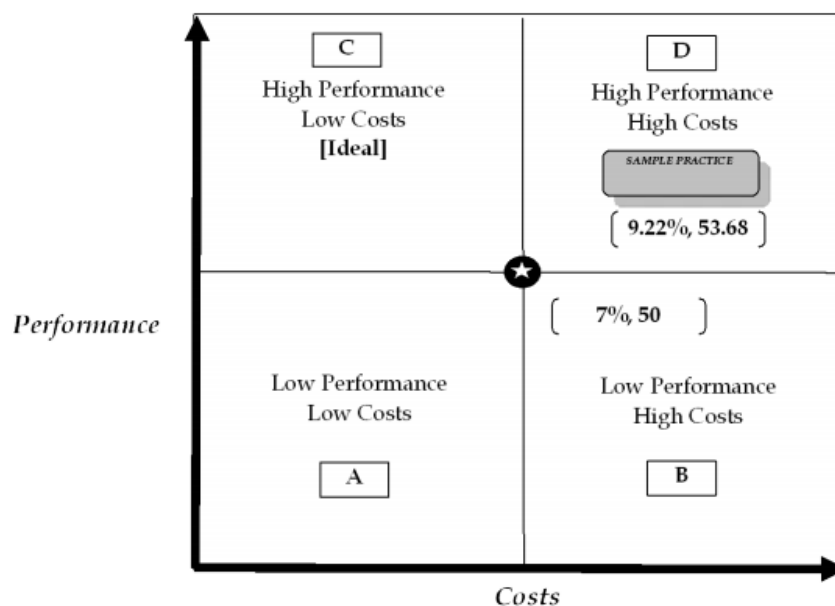 C
High Performance
Low Costs
[Ideal]
D
High Performance
High Costs
SAMPLE PRACTICE
9.22%, 53.68
Performance
7%, 50
Low Performance
Low Costs
A
Low Performance
High Costs
B
Costs